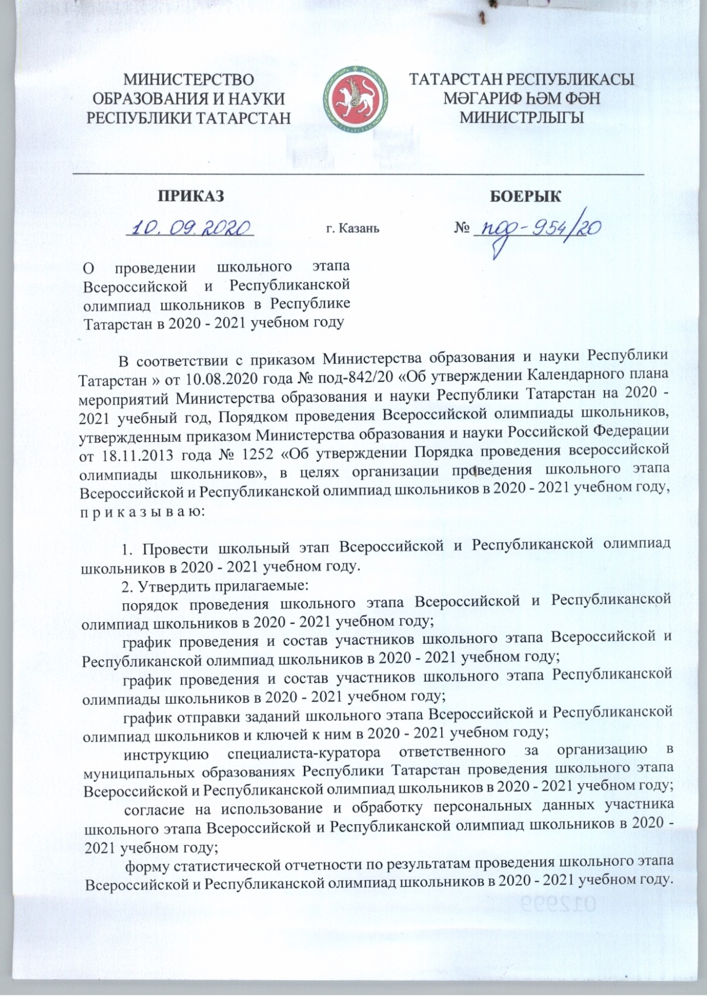 МИНИСТЕРСТВО
ОБРАЗОВАНИЯ И НАУКИ
РЕСПУБЛИКИ ТАТАРСТАН
ТАТАРСТАН
ТАТАРСТАН РЕСПУБЛИКАСЫ
МӘГАРИФ ҺӘМ ФӘН
МИНИСТРЛЫГЫ
ПРИКАЗ
БОЕРЫК
10.09.2020
г. Казань
№ под-954/20
О проведении школьного этапа
Всероссийской и Республиканской
олимпиад школьников в Республике
Татарстан в 2020 - 2021 учебном году
В соответствии с приказом Министерства образования и науки Республики
Татарстан » от 10.08.2020 года № под-842/20 «Об утверждении Календарного плана
мероприятий Министерства образования и науки Республики Татарстан на 2020 -
2021 учебный год, Порядком проведения Всероссийской олимпиады школьников,
утвержденным приказом Министерства образования и науки Российской Федерации
от 18.11.2013 года № 1252 «Об утверждении Порядка проведения всероссийской
олимпиады школьников», в целях организации проведения школьного этапа
Всероссийской и Республиканской олимпиад школьников в 2020 - 2021 учебном году,
п р и к а з ы в а ю:
1. Провести школьный этап Всероссийской и Республиканской олимпиад
школьников в 2020 - 2021 учебном году.
2. Утвердить прилагаемые:
порядок проведения школьного этапа Всероссийской и Республиканской
олимпиад школьников в 2020 - 2021 учебном году;
график проведения и состав участников школьного этапа Всероссийской и
Республиканской олимпиад школьников в 2020 - 2021 учебном году;
график проведения и состав участников школьного этапа Республиканской
олимпиады школьников в 2020 - 2021 учебном году;
график отправки заданий школьного этапа Всероссийской и Республиканской
олимпиад школьников и ключей к ним в 2020 - 2021 учебном году;
инструкцию специалиста-куратора ответственного за организацию в
муниципальных образованиях Республики Татарстан проведения школьного этапа
Всероссийской и Республиканской олимпиад школьников в 2020 - 2021 учебном году;
согласие на использование и обработку персональных данных участника
школьного этапа Всероссийской и Республиканской олимпиад школьников в 2020 -
2021 учебном году;
форму статистической отчетности по результатам проведения школьного этапа
Всероссийской и Республиканской олимпиад школьников в 2020 - 2021 учебном году.
012999